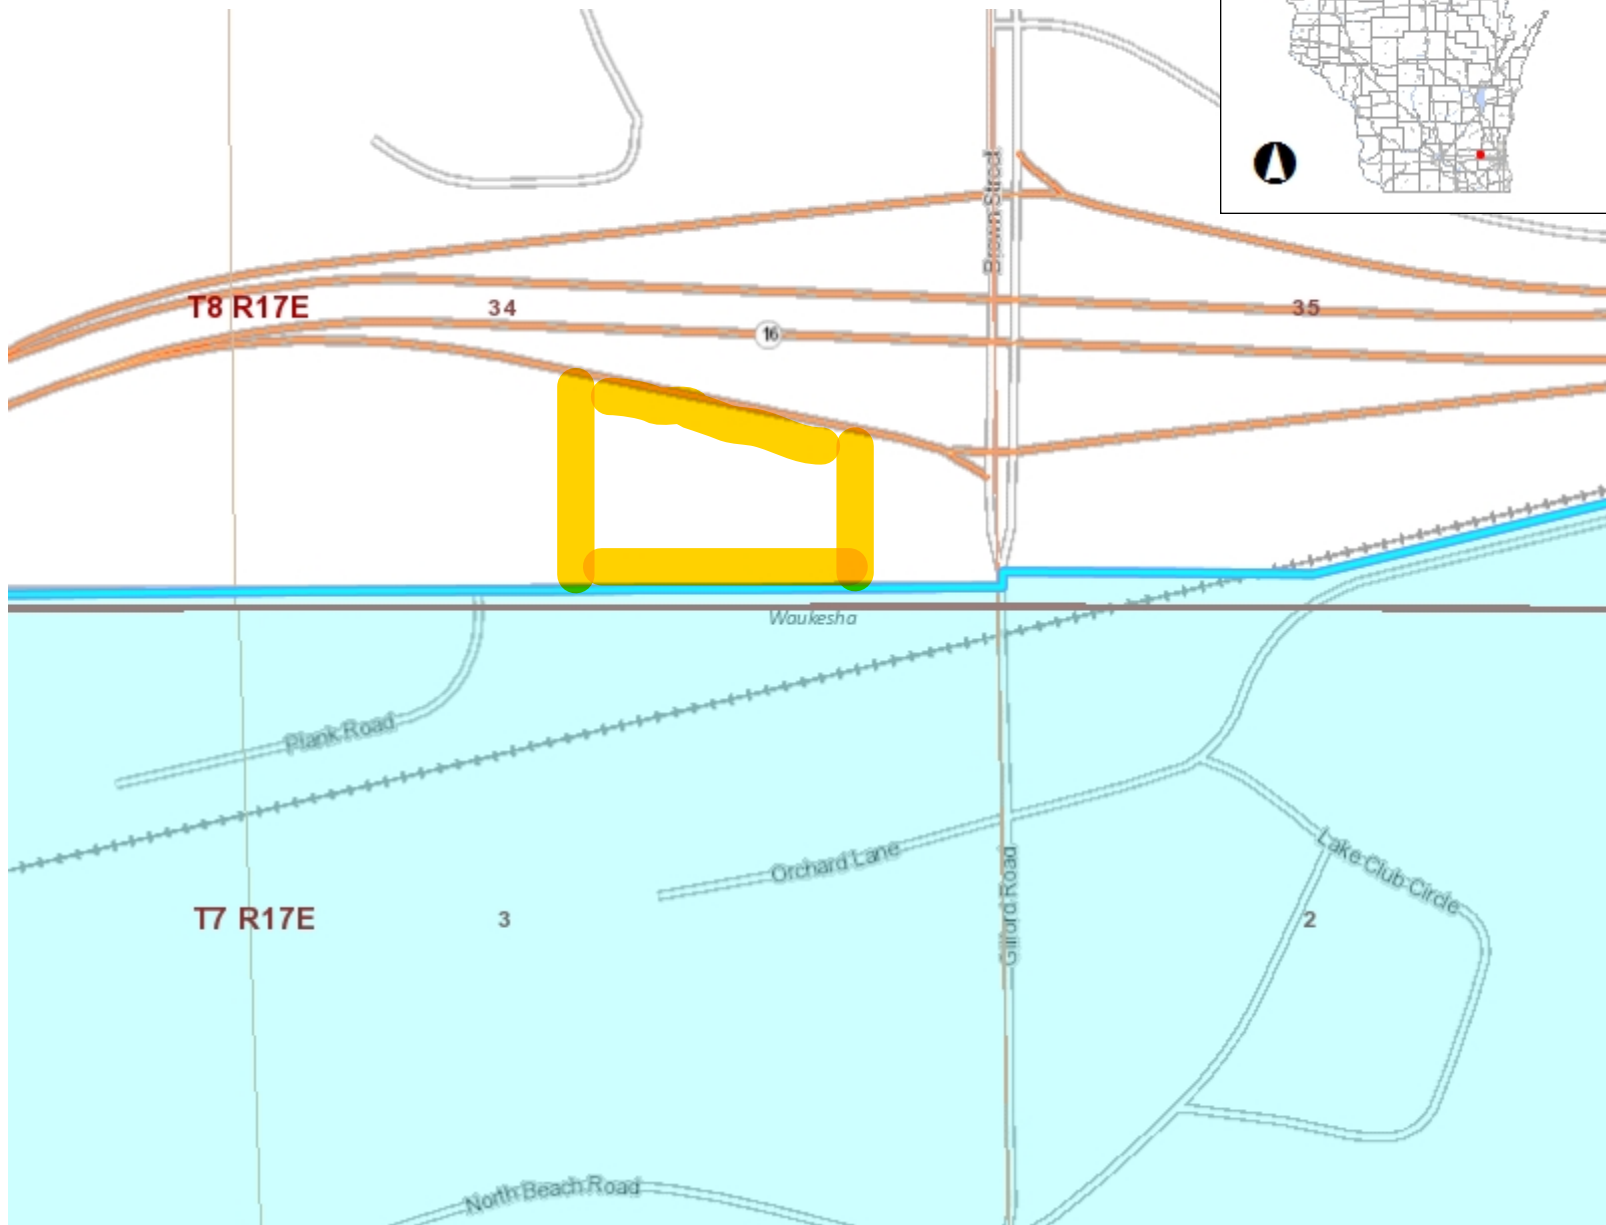 Brown Street
T8 R17E
34
35
16
Waukesha
Plank Road
Orchard Lane
Lake Club Circle
Gifford Road
T7 R17E
3
2
North Beach Road